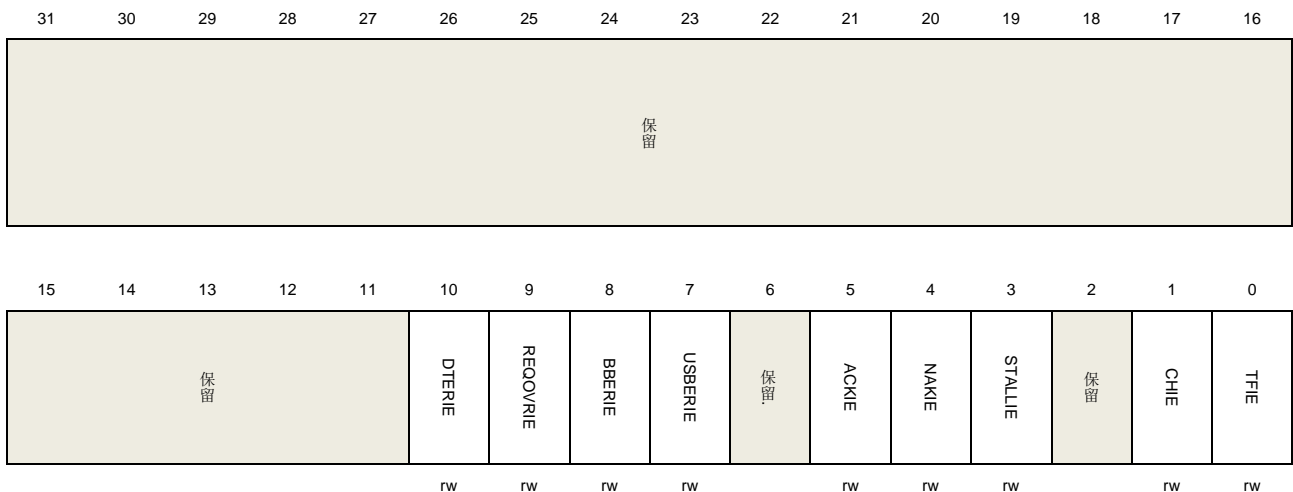 31 30 29 28 27 26 25 24 23 22 21 20 19 18 17 16
保留
15 14 13 12 11 10 9 8 7 6 5 4 3 2 1 0
保留 DTERIE REQOVRIE BBERIE USBERIE 保留. ACKIE NAKIE STALLIE 保留 CHIE TFIE
rw rw rw rw rw rw rw rw rw